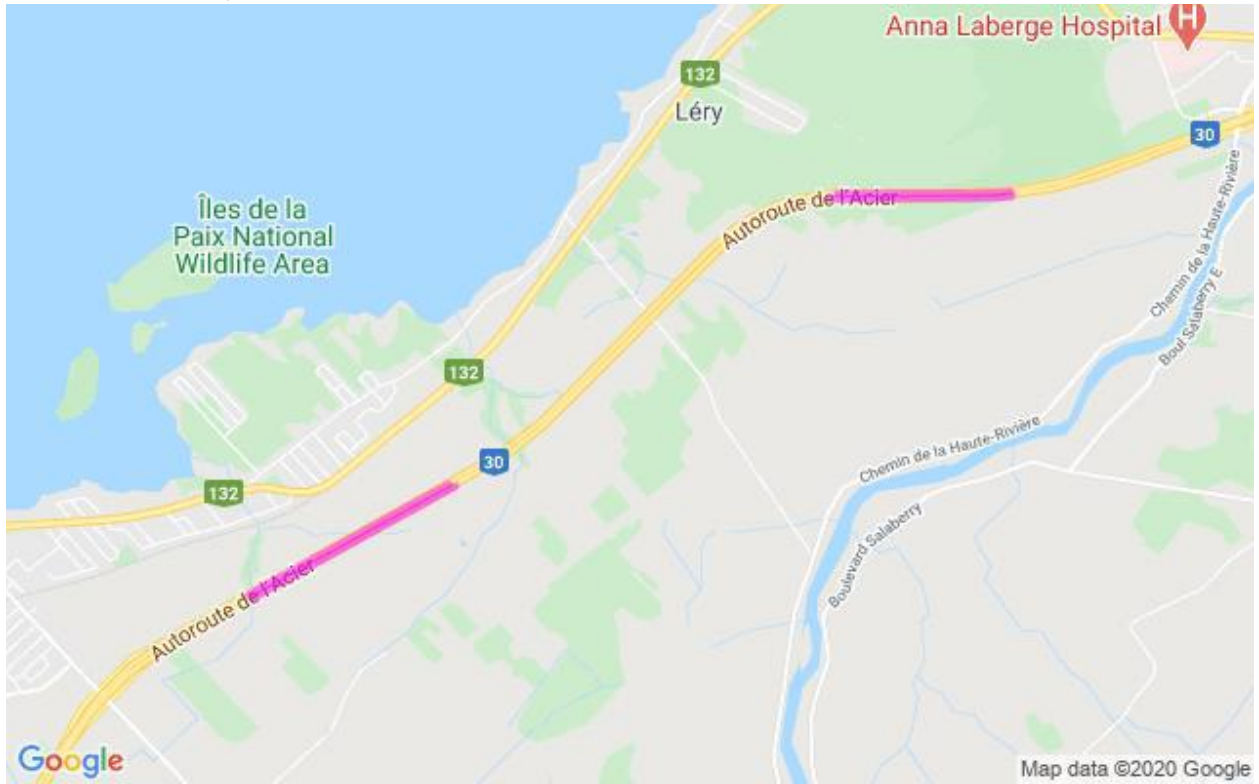 Anna Laberge Hospital
H
132
Léry
30
Autoroute de l'Acier
Îles de la
Paix National
Wildlife Area
Chemin de la Haute-Rivière
Boul Salaberry E
132
Chemin de la Haute-Rivière
30
132
Boulevard Salaberry
Autoroute de l'Acier
Google
Map data ©2020 Google